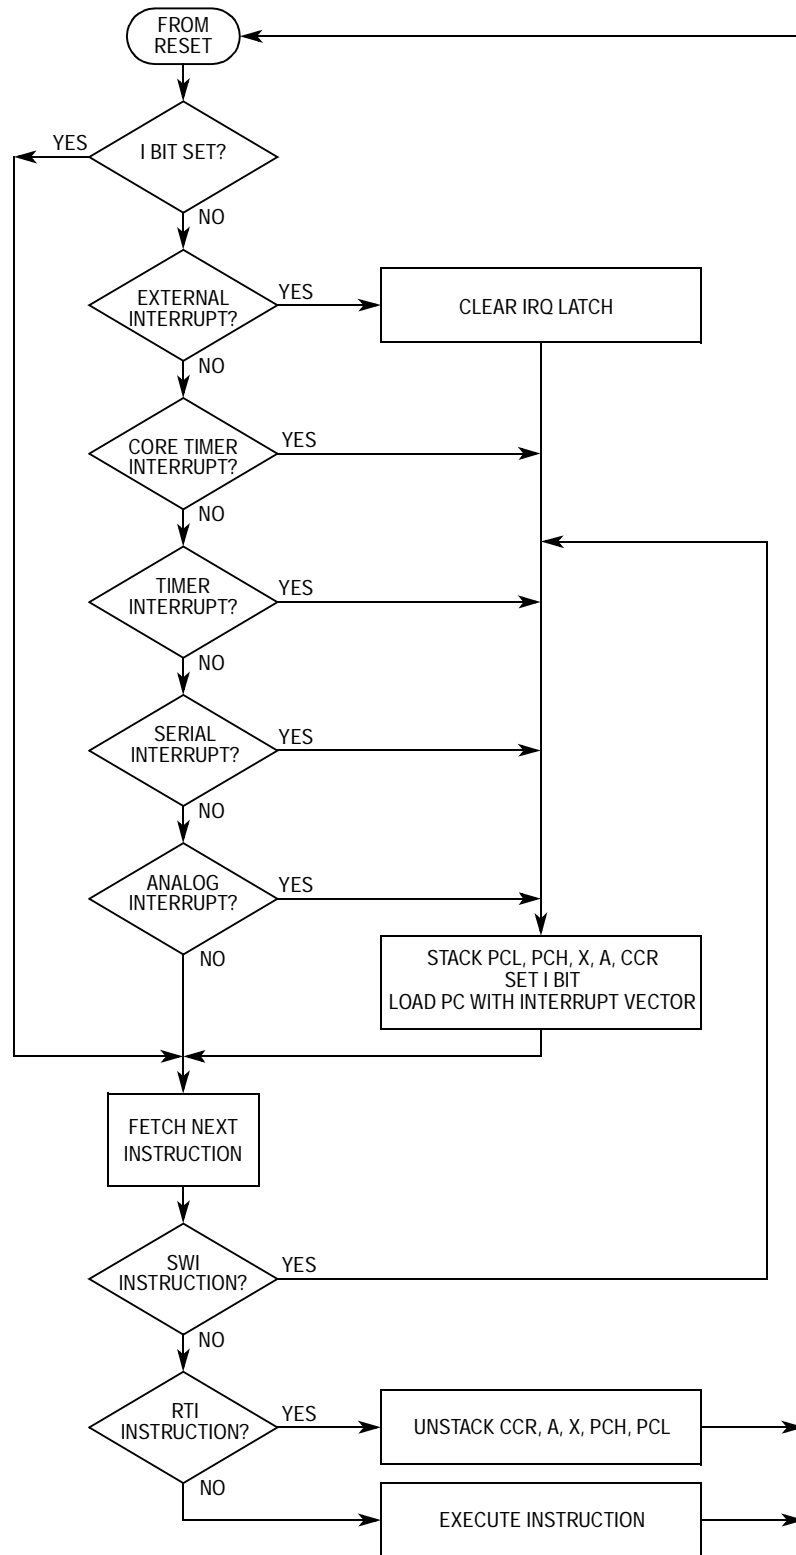 FROM
RESET
YES
I BIT SET?
NO
EXTERNAL
INTERRUPT?
YES
CLEAR IRQ LATCH
NO
CORE TIMER
INTERRUPT?
YES
NO
TIMER
INTERRUPT?
YES
NO
SERIAL
INTERRUPT?
YES
NO
ANALOG
INTERRUPT?
YES
NO
STACK PCL, PCH, X, A, CCR
SET I BIT
LOAD PC WITH INTERRUPT VECTOR
FETCH NEXT
INSTRUCTION
SWI
INSTRUCTION?
YES
NO
RTI
INSTRUCTION?
YES
UNSTACK CCR, A, X, PCH, PCL
NO
EXECUTE INSTRUCTION